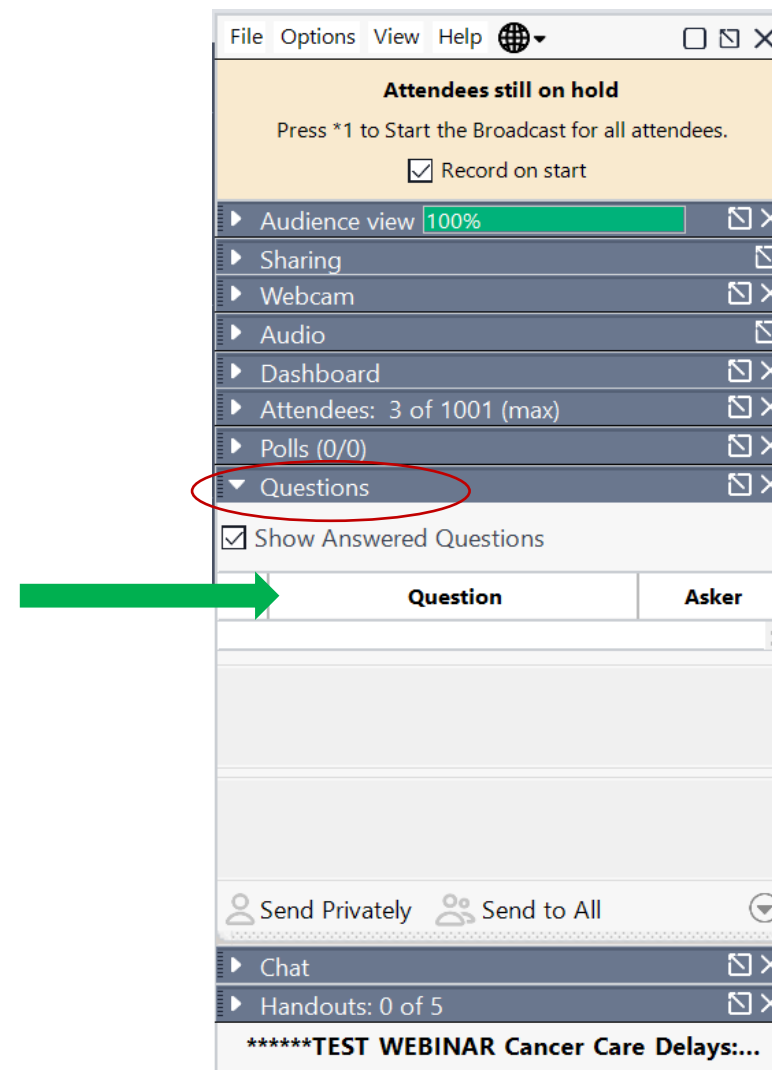 File Options View Help
Attendees still on hold
Press *1 to Start the Broadcast for all attendees.
Record on start
Audience view 100%
Sharing
Webcam
Audio
Dashboard
Attendees: 3 of 1001 (max)
Polls (0/0)
Questions
Show Answered Questions
Question Asker
Send Privately Send to All
Chat
Handouts: 0 of 5
******TEST WEBINAR Cancer Care Delays:...